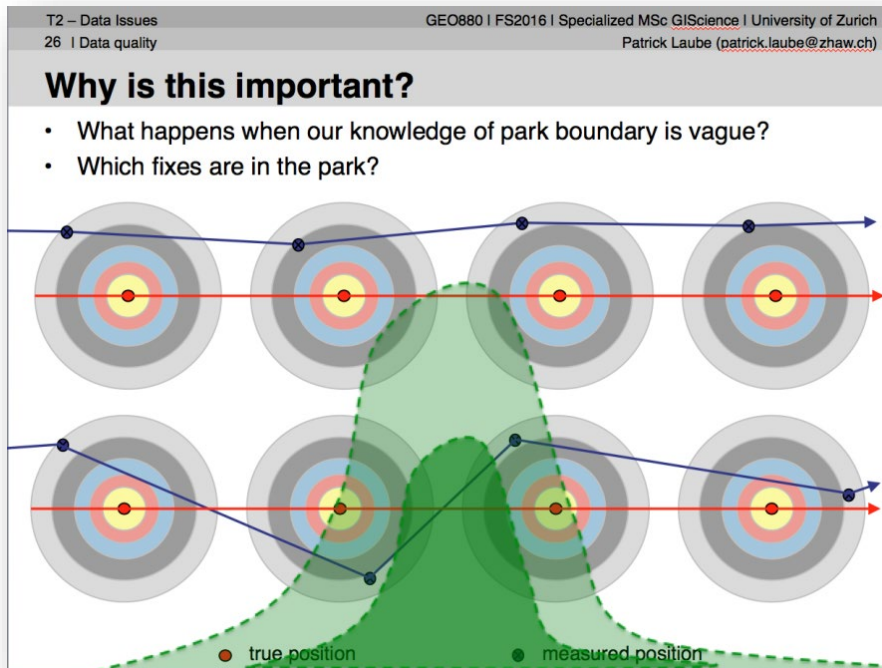 T2 – Data Issues
GEO880 I FS2016 I Specialized MSc GIScience I University of Zurich
26 I Data quality
Patrick Laube (patrick.laube@zhaw.ch)
Why is this important?
• What happens when our knowledge of park boundary is vague?
• Which fixes are in the park?
true position
measured position